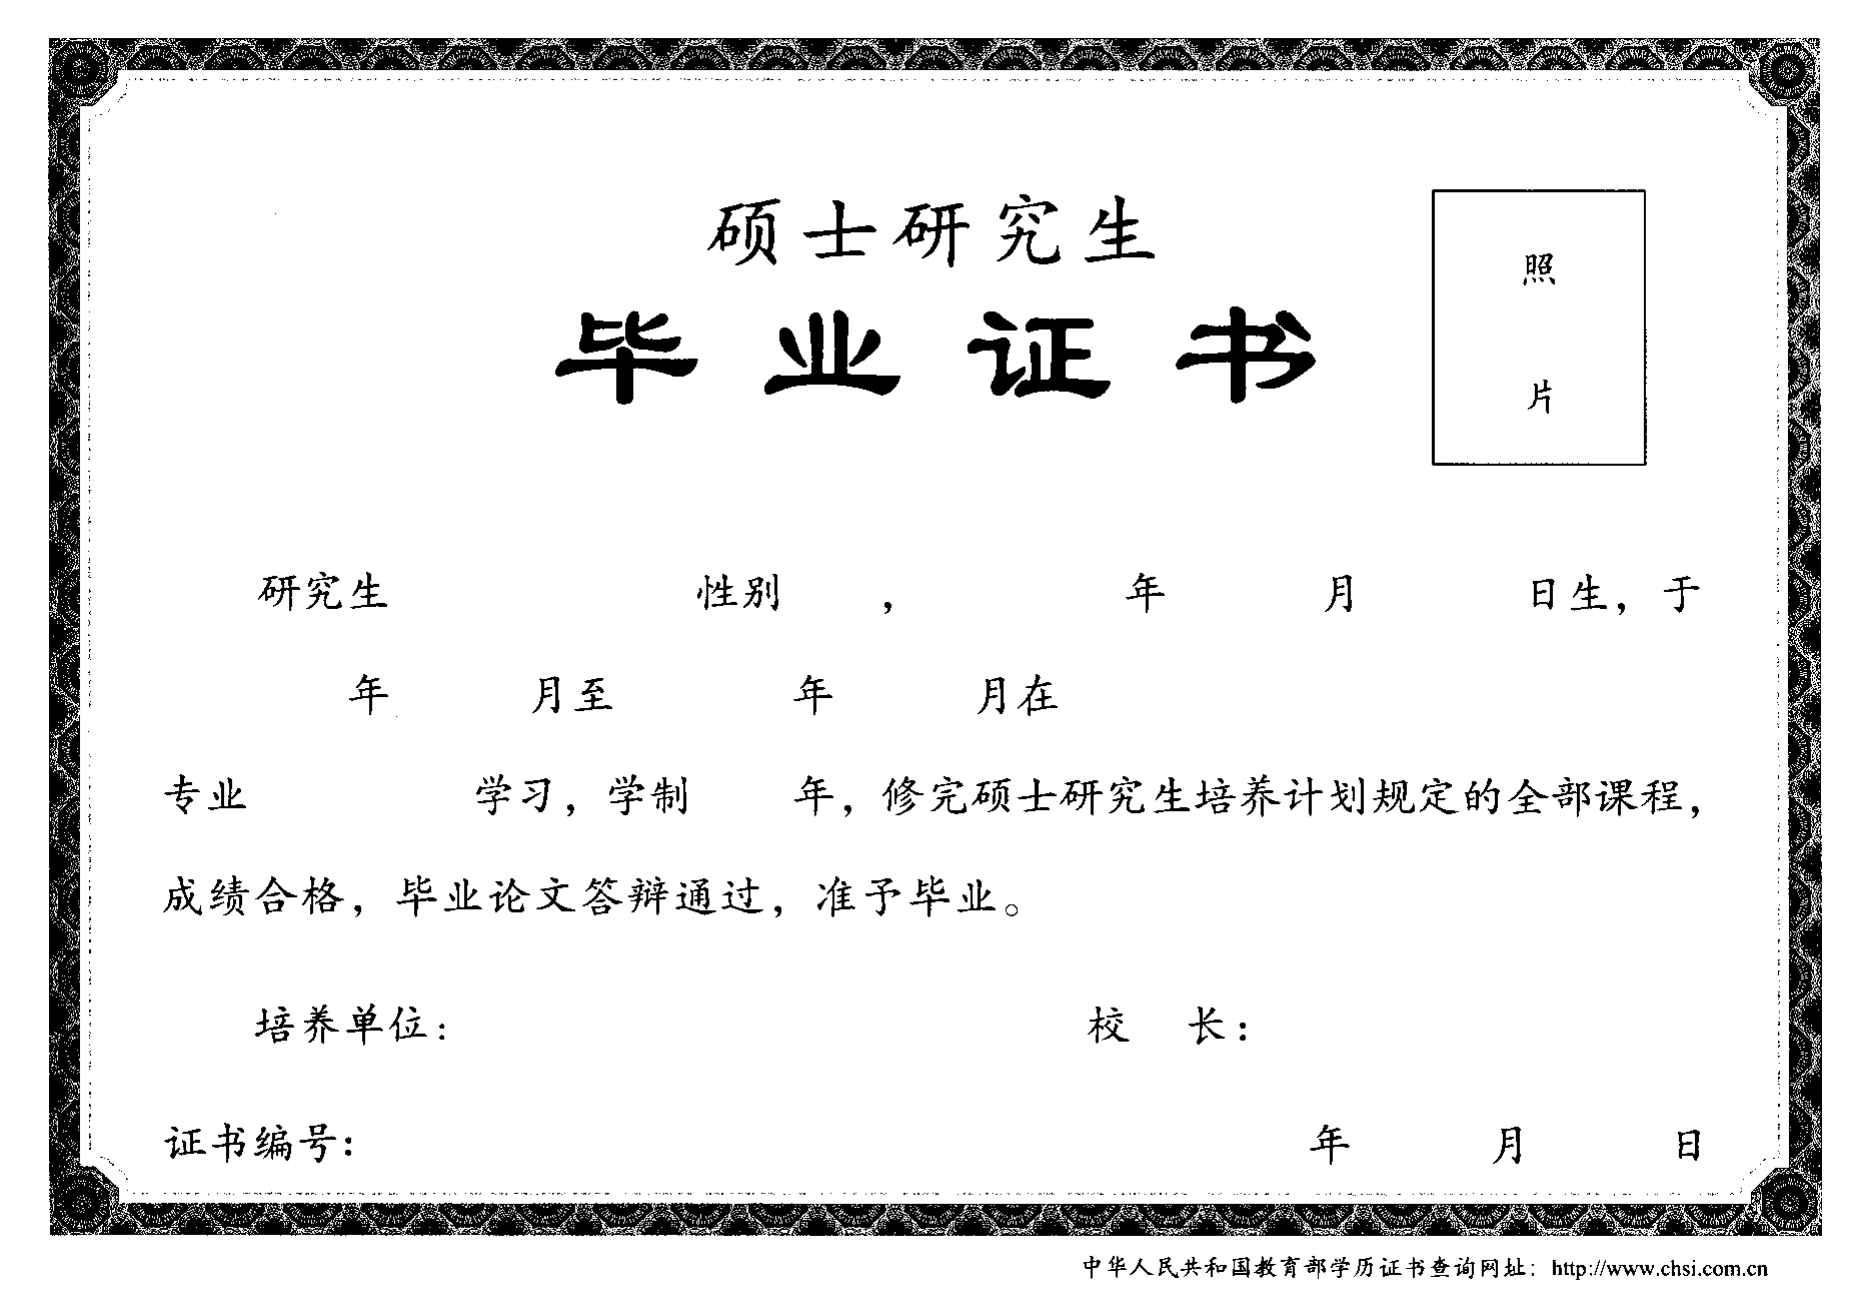 硕士研究生
毕业证书
照
片
研究生 性别 ， 年 月 日生，于
年 月至 年 月在
专业 学习，学制 年，修完硕士研究生培养计划规定的全部课程，
成绩合格，毕业论文答辩通过，准予毕业。
培养单位： 校 长：
证书编号： 年 月 日
中华人民共和国教育部学历证书查询网址：http://www.chsi.com.cn